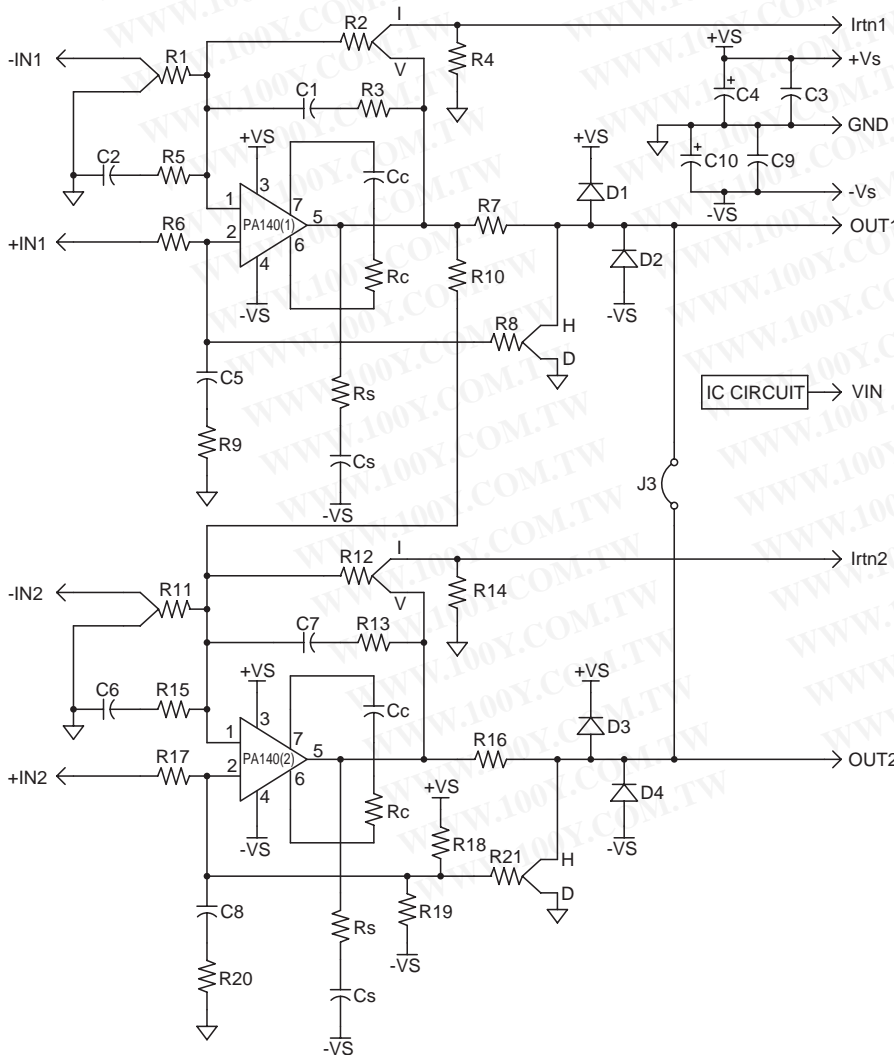 I
R2
Irtn1
-IN1
R1
V
R4
+VS
+Vs
C4
C3
C1
R3
+VS
GND
C2
R5
C10
C9
-Vs
-VS
3
7
Cc
+VS
1
D1
PA140(1)
5
R7
OUT1
R6
+IN1
2
6
4
Rc
R10
D2
-VS
-VS
R8
H
D
C5
Rs
IC CIRCUIT
VIN
R9
Cs
-VS
J3
I
R12
Irtn2
-IN2
R11
V
R14
C7
R13
C6
R15
+VS
3
7
Cc
+VS
1
D3
PA140(2)
5
R16
OUT2
R17
+IN2
2
6
4
Rc
+VS
D4
-VS
R18
-VS
R21
H
D
C8
R19
Rs
-VS
R20
Cs
-VS
WWW.100Y.COM.TW